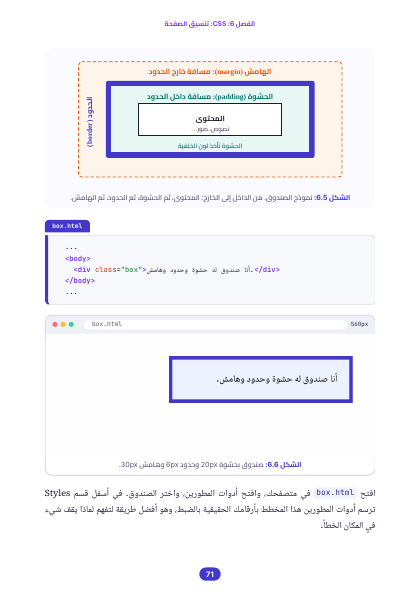 الفصل 6: CSS: تنسيق الصفحة
الهامش (margin): مسافة خارج الحدود
الحدود (border)
الحشوة (padding): مسافة داخل الحدود
المحتوى
نصوص، صور...
الحشوة تأخذ لون الخلفية
الشكل 6.5: نموذج الصندوق، من الداخل إلى الخارج: المحتوى، ثم الحشوة، ثم الحدود، ثم الهامش.
box.html
...
<body>
<div class="box">أنا صندوق له حشوة وحدود وهامش.</div>
</body>
...
box.html
560px
أنا صندوق له حشوة وحدود وهامش.
الشكل 6.6: صندوق بحشوة 20px وحدود 6px وهامش 30px.
افتح box.html في متصفحك، وافتح أدوات المطورين، واختر الصندوق. في أسفل قسم Styles
ترسم أدوات المطورين هذا المخطط بأرقامك الحقيقية بالضبط، وهو أفضل طريقة لتفهم لماذا يقف شيء
في المكان الخطأ.
71